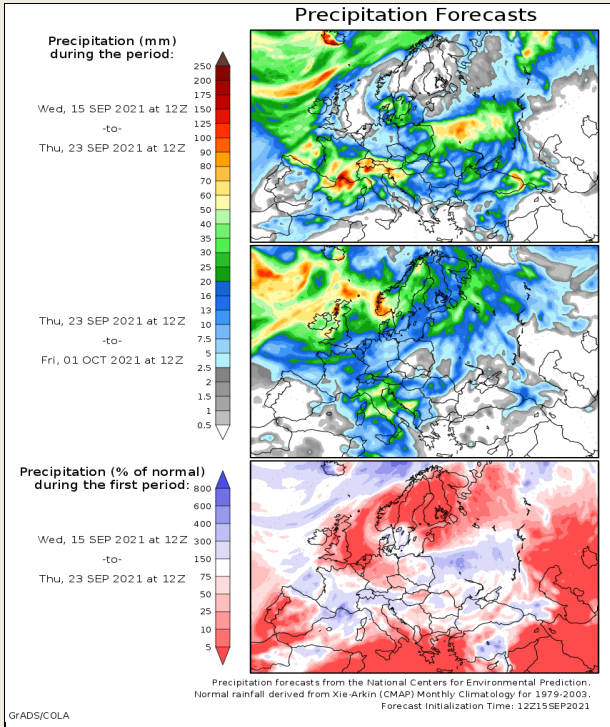 Precipitation Forecasts
Precipitation (mm)
during the period:
Wed, 15 SEP 2021 at 12Z
-to-
Thu, 23 SEP 2021 at 12Z
250
200
175
150
125
100
90
80
70
60
50
40
35
30
25
20
16
13
10
7.5
5
2.5
2
1.5
1
0.5
Thu, 23 SEP 2021 at 12Z
-to-
Fri, 01 OCT 2021 at 12Z
Precipitation (% of normal)
during the first period:
Wed, 15 SEP 2021 at 12Z
-to-
Thu, 23 SEP 2021 at 12Z
800
600
400
300
150
75
50
25
10
5
Precipitation forecasts from the National Centers for Environmental Prediction.
Normal rainfall derived from Xie-Arkin (CMAP) Monthly Climatology for 1979-2003.
Forecast Initialization Time: 12Z15SEP2021
GrADS/COLA